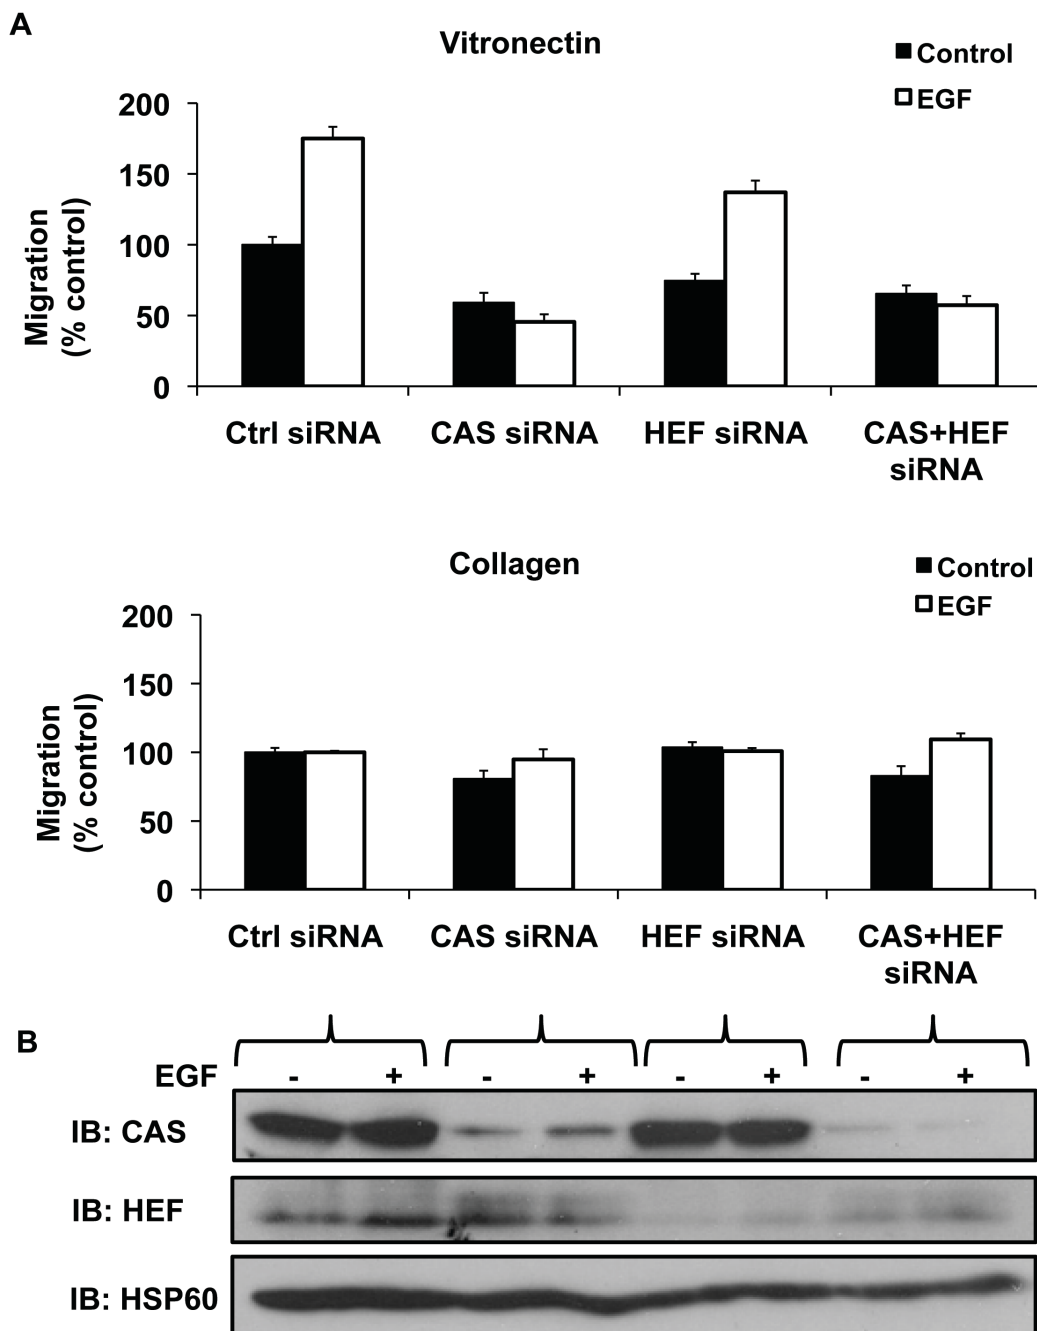 A
Vitronectin
Control
EGF
Migration
(% control)
200
150
100
50
0
Ctrl siRNA
CAS siRNA
HEF siRNA
CAS+HEF
siRNA
Collagen
Control
EGF
Migration
(% control)
200
150
100
50
0
Ctrl siRNA
CAS siRNA
HEF siRNA
CAS+HEF
siRNA
B
EGF - + - + - + - +
IB: CAS
IB: HEF
IB: HSP60